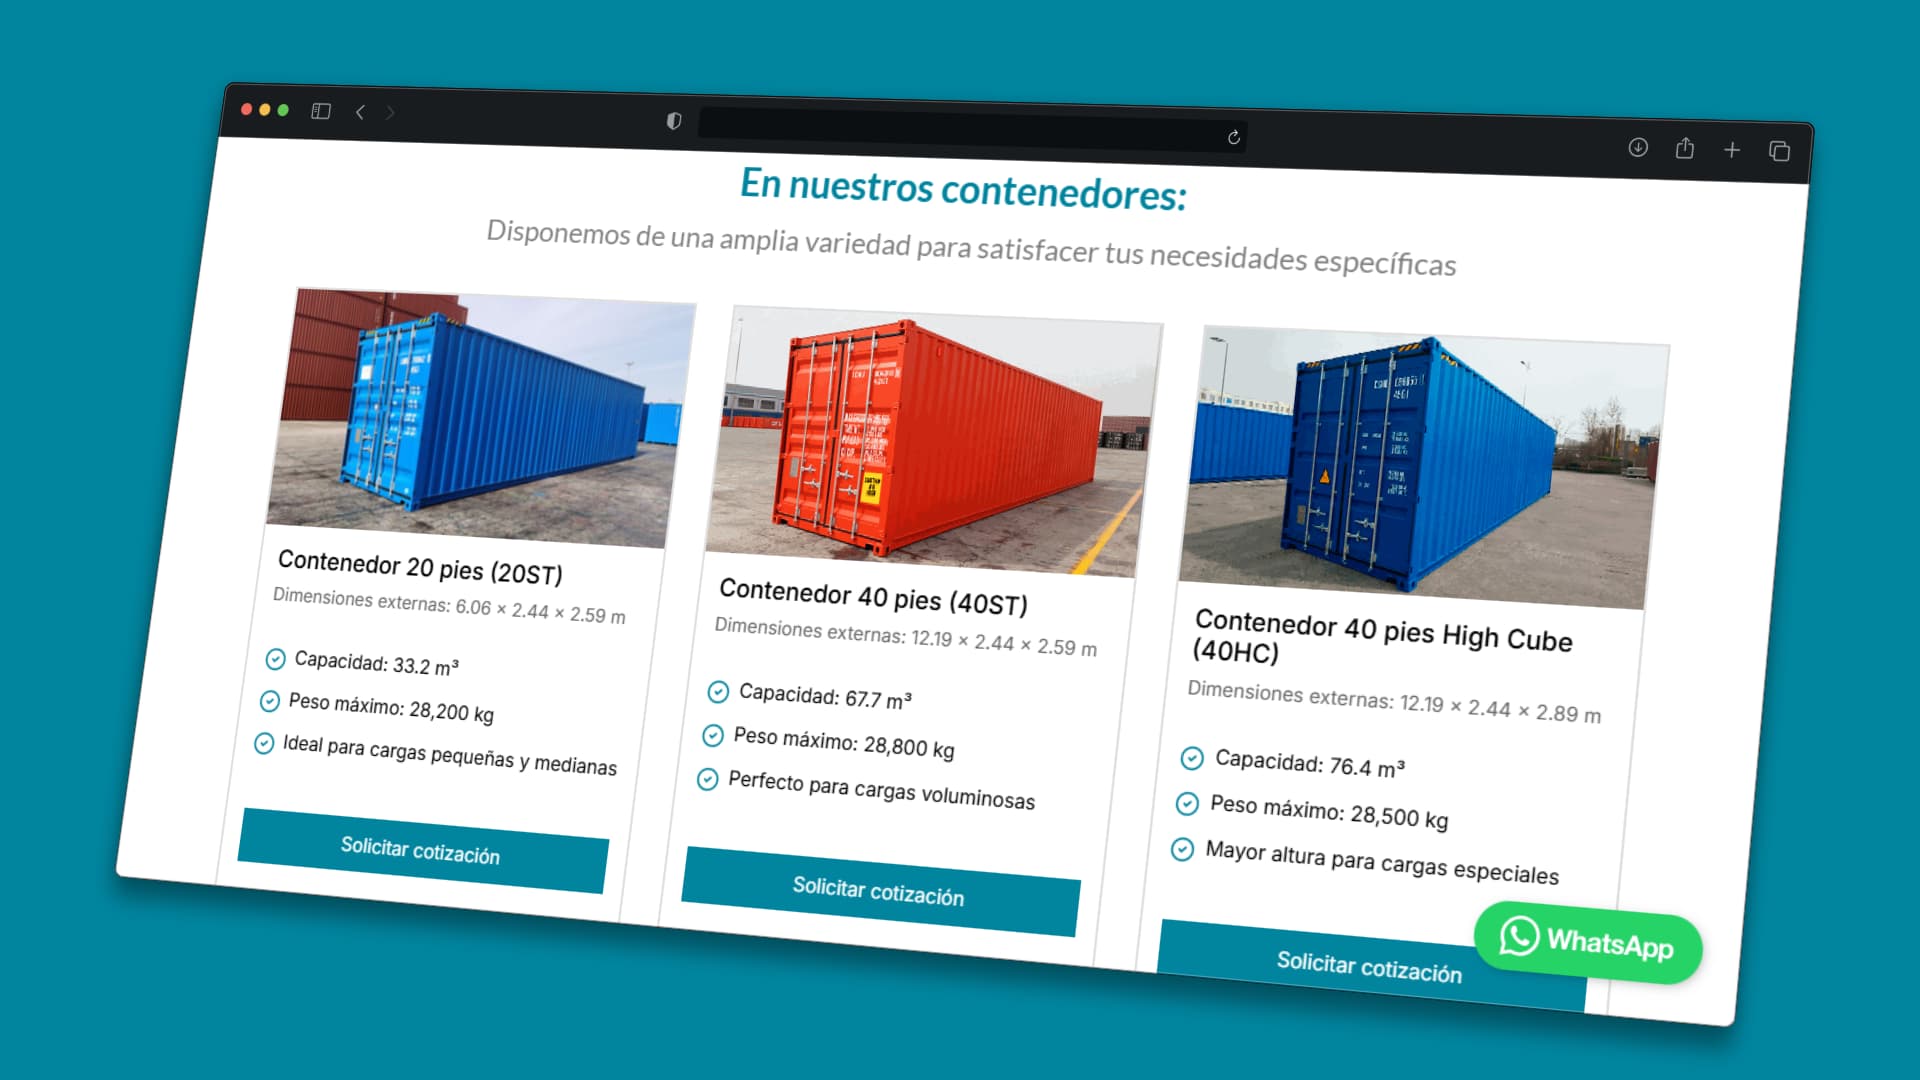 En nuestros contenedores:
Disponemos de una amplia variedad para satisfacer tus necesidades específicas
Contenedor 20 pies (20ST)
Dimensiones externas: 6.06 × 2.44 × 2.59 m
Capacidad: 33.2 m³
Peso máximo: 28,200 kg
Ideal para cargas pequeñas y medianas
Solicitar cotización
Contenedor 40 pies (40ST)
Dimensiones externas: 12.19 × 2.44 × 2.59 m
Capacidad: 67.7 m³
Peso máximo: 28,800 kg
Perfecto para cargas voluminosas
Solicitar cotización
Contenedor 40 pies High Cube
(40HC)
Dimensiones externas: 12.19 × 2.44 × 2.89 m
Capacidad: 76.4 m³
Peso máximo: 28,500 kg
Mayor altura para cargas especiales
Solicitar cotización
WhatsApp